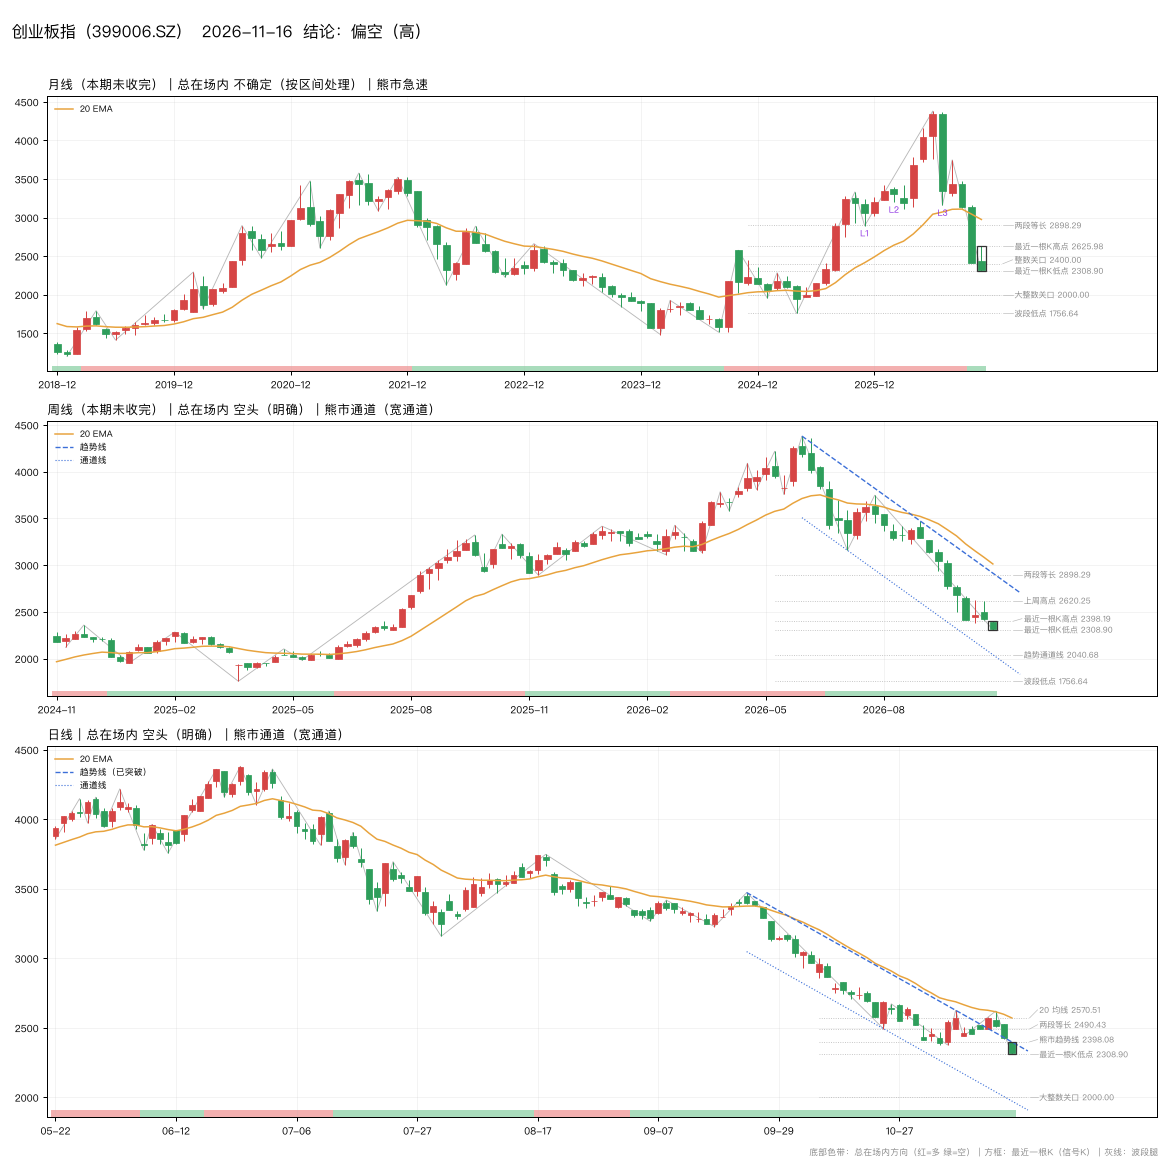 创业板指（399006.SZ） 2026-11-16 结论：偏空（高）
月线（本期未收完）｜总在场内 不确定（按区间处理）｜熊市急速
20 EMA
4500
4000
3500
3000
2500
2000
1500
L1
L2
L3
两段等长 2898.29
最近一根K高点 2625.98
整数关口 2400.00
最近一根K低点 2308.90
大整数关口 2000.00
波段低点 1756.64
2018-12
2019-12
2020-12
2021-12
2022-12
2023-12
2024-12
2025-12
周线（本期未收完）｜总在场内 空头（明确）｜熊市通道（宽通道）
20 EMA
趋势线
通道线
4500
4000
3500
3000
2500
2000
两段等长 2898.29
上周高点 2620.25
最近一根K高点 2398.19
最近一根K低点 2308.90
趋势通道线 2040.68
波段低点 1756.64
2024-11
2025-02
2025-05
2025-08
2025-11
2026-02
2026-05
2026-08
日线｜总在场内 空头（明确）｜熊市通道（宽通道）
20 EMA
趋势线（已突破）
通道线
4500
4000
3500
3000
2500
2000
20 均线 2570.51
两段等长 2490.43
熊市趋势线 2398.08
最近一根K低点 2308.90
大整数关口 2000.00
05-22
06-12
07-06
07-27
08-17
09-07
09-29
10-27
底部色带：总在场内方向（红=多 绿=空）｜方框：最近一根K（信号K）｜灰线：波段腿